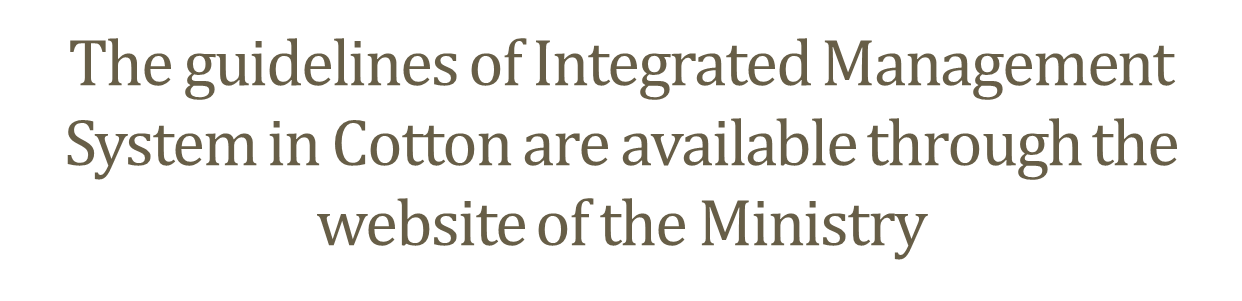 The guidelines of Integrated Management
System in Cotton are available through the
website of the Ministry